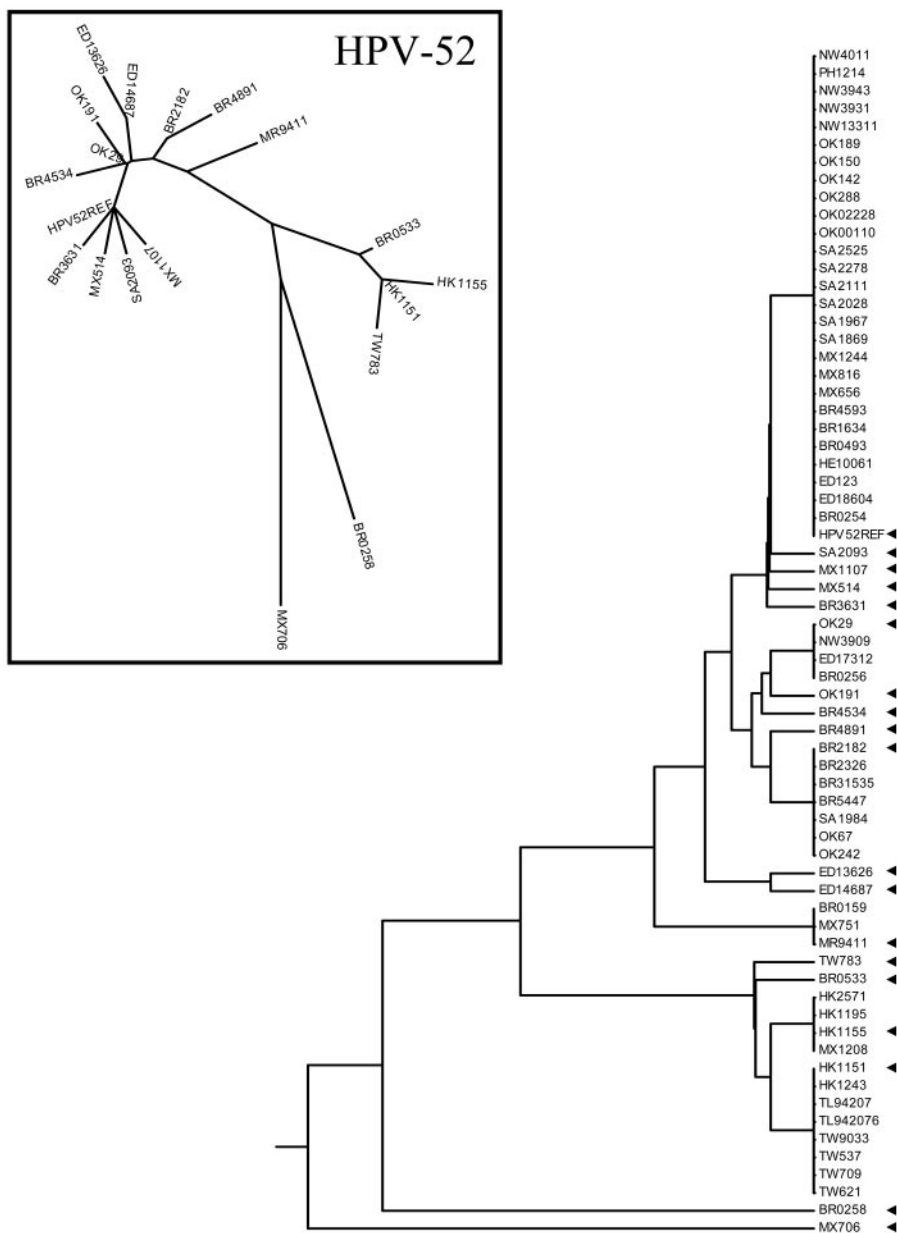 HPV-52
ED13626
ED14687
OK191
BR2182
BR4891
MR9411
OK29
BR4534
HPV52REF
BR3631
MX514
SA2093
MX1107
BR0533
HK1155
HK1151
TW783
BR0258
MX706
NW4011
PH1214
NW3943
NW3931
NW13311
OK189
OK150
OK142
OK288
OK02228
OK00110
SA2525
SA2278
SA2111
SA2028
SA1967
SA1869
MX1244
MX816
MX656
BR4593
BR1634
BR0493
HE10061
ED123
ED18604
BR0254
HPV52REF
SA2093
MX1107
MX514
BR3631
OK29
NW3909
ED17312
BR0256
OK191
BR4534
BR4891
BR2182
BR2326
BR31535
BR5447
SA1984
OK67
OK242
ED13626
ED14687
BR0159
MX751
MR9411
TW783
BR0533
HK2571
HK1195
HK1155
MX1208
HK1151
HK1243
TL94207
TL942076
TW9033
TW537
TW709
TW621
BR0258
MX706